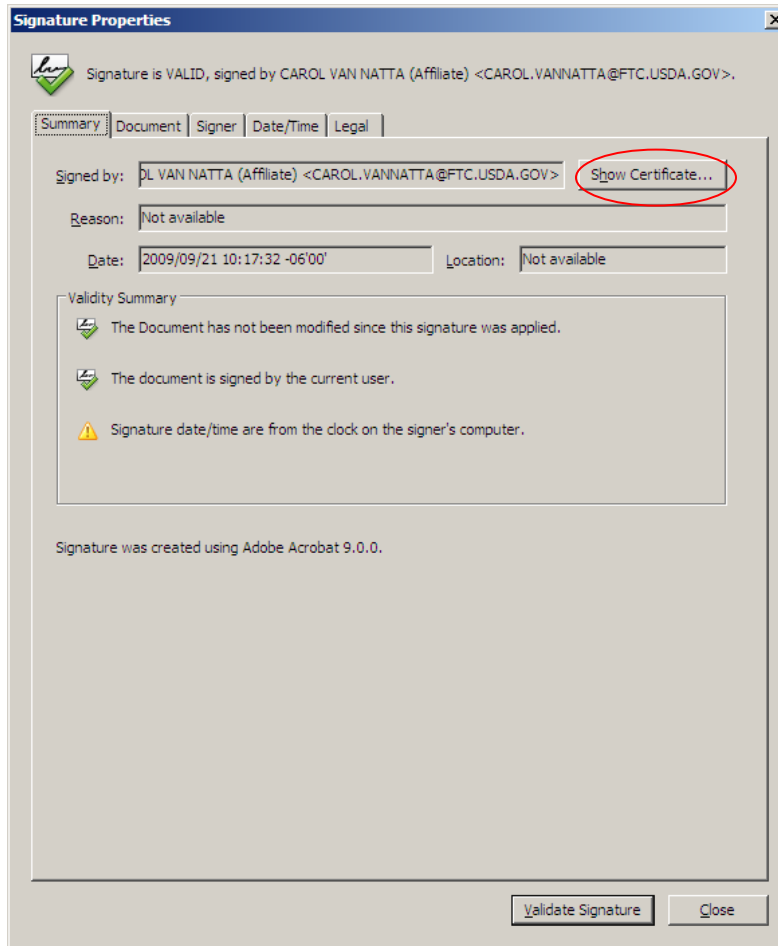 Signature Properties
Signature is VALID, signed by CAROL VAN NATTA (Affiliate) <CAROL.VANNATTA@FTC.USDA.GOV>.
Summary Document Signer Date/Time Legal
Signed by: OL VAN NATTA (Affiliate) <CAROL.VANNATTA@FTC.USDA.GOV> Show Certificate...
Reason: Not available
Date: 2009/09/21 10:17:32 -06'00' Location: Not available
Validity Summary
The Document has not been modified since this signature was applied.
The document is signed by the current user.
Signature date/time are from the clock on the signer's computer.
Signature was created using Adobe Acrobat 9.0.0.
Validate Signature Close